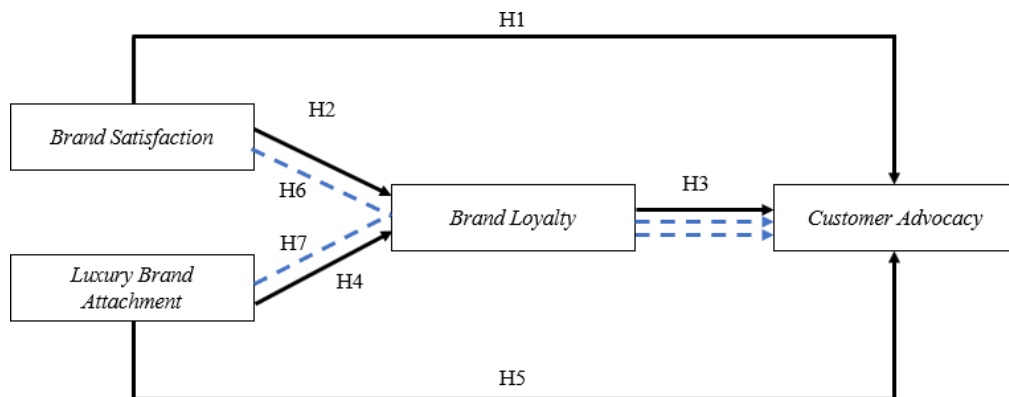 H1
Brand Satisfaction
H2
H6
Brand Loyalty
H3
Customer Advocacy
H7
Luxury Brand
Attachment
H4
H5